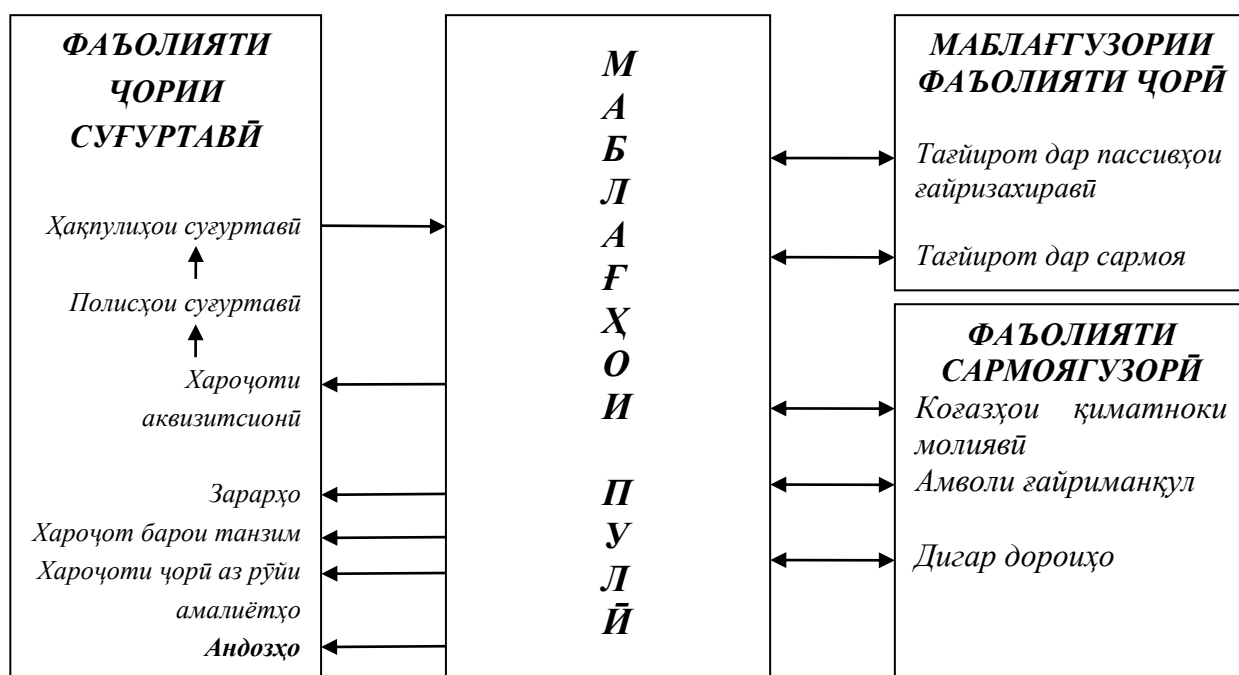 ФАЪОЛИЯТИ
ҶОРИИ
СУҒУРТАВӢ
Ҳақпулиҳои суғуртавӣ
Полисҳои суғуртавӣ
Хароҷоти
аквизитсионӣ
Зарарҳо
Хароҷот барои танзим
Хароҷоти ҷорӣ аз рӯйи
амалиётҳо
Андозҳо
М
А
Б
Л
А
Ғ
Ҳ
О
И
П
У
Л
Ӣ
МАБЛАҒГУЗОРИИ
ФАЪОЛИЯТИ ҶОРӢ
Тағйирот дар пассивҳои
ғайризахиравӣ
Тағйирот дар сармоя
ФАЪОЛИЯТИ
САРМОЯГУЗОРӢ
Коғазҳои қиматноки
молиявӣ
Амволи ғайриманқул
Дигар дороиҳо